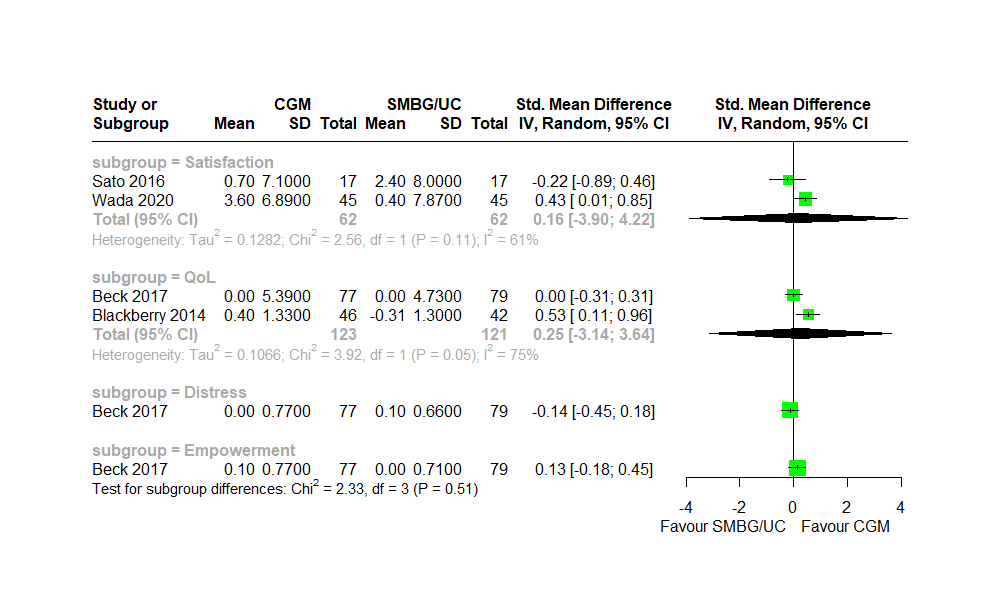 Study or CGM SMBG/UC Std. Mean Difference Std. Mean Difference
Subgroup Mean SD Total Mean SD Total IV, Random, 95% CI IV, Random, 95% CI
subgroup = Satisfaction
Sato 2016 0.70 7.1000 17 2.40 8.0000 17 -0.22 [-0.89; 0.46]
Wada 2020 3.60 6.8900 45 0.40 7.8700 45 0.43 [ 0.01; 0.85]
Total (95% CI) 62 62 0.16 [-3.90; 4.22]
Heterogeneity: Tau² = 0.1282; Chi² = 2.56, df = 1 (P = 0.11); I² = 61%
subgroup = QoL
Beck 2017 0.00 5.3900 77 0.00 4.7300 79 0.00 [-0.31; 0.31]
Blackberry 2014 0.40 1.3300 46 -0.31 1.3000 42 0.53 [ 0.11; 0.96]
Total (95% CI) 123 121 0.25 [-3.14; 3.64]
Heterogeneity: Tau² = 0.1066; Chi² = 3.92, df = 1 (P = 0.05); I² = 75%
subgroup = Distress
Beck 2017 0.00 0.7700 77 0.10 0.6600 79 -0.14 [-0.45; 0.18]
subgroup = Empowerment
Beck 2017 0.10 0.7700 77 0.00 0.7100 79 0.13 [-0.18; 0.45]
Test for subgroup differences: Chi² = 2.33, df = 3 (P = 0.51)
-4 -2 0 2 4
Favour SMBG/UC Favour CGM